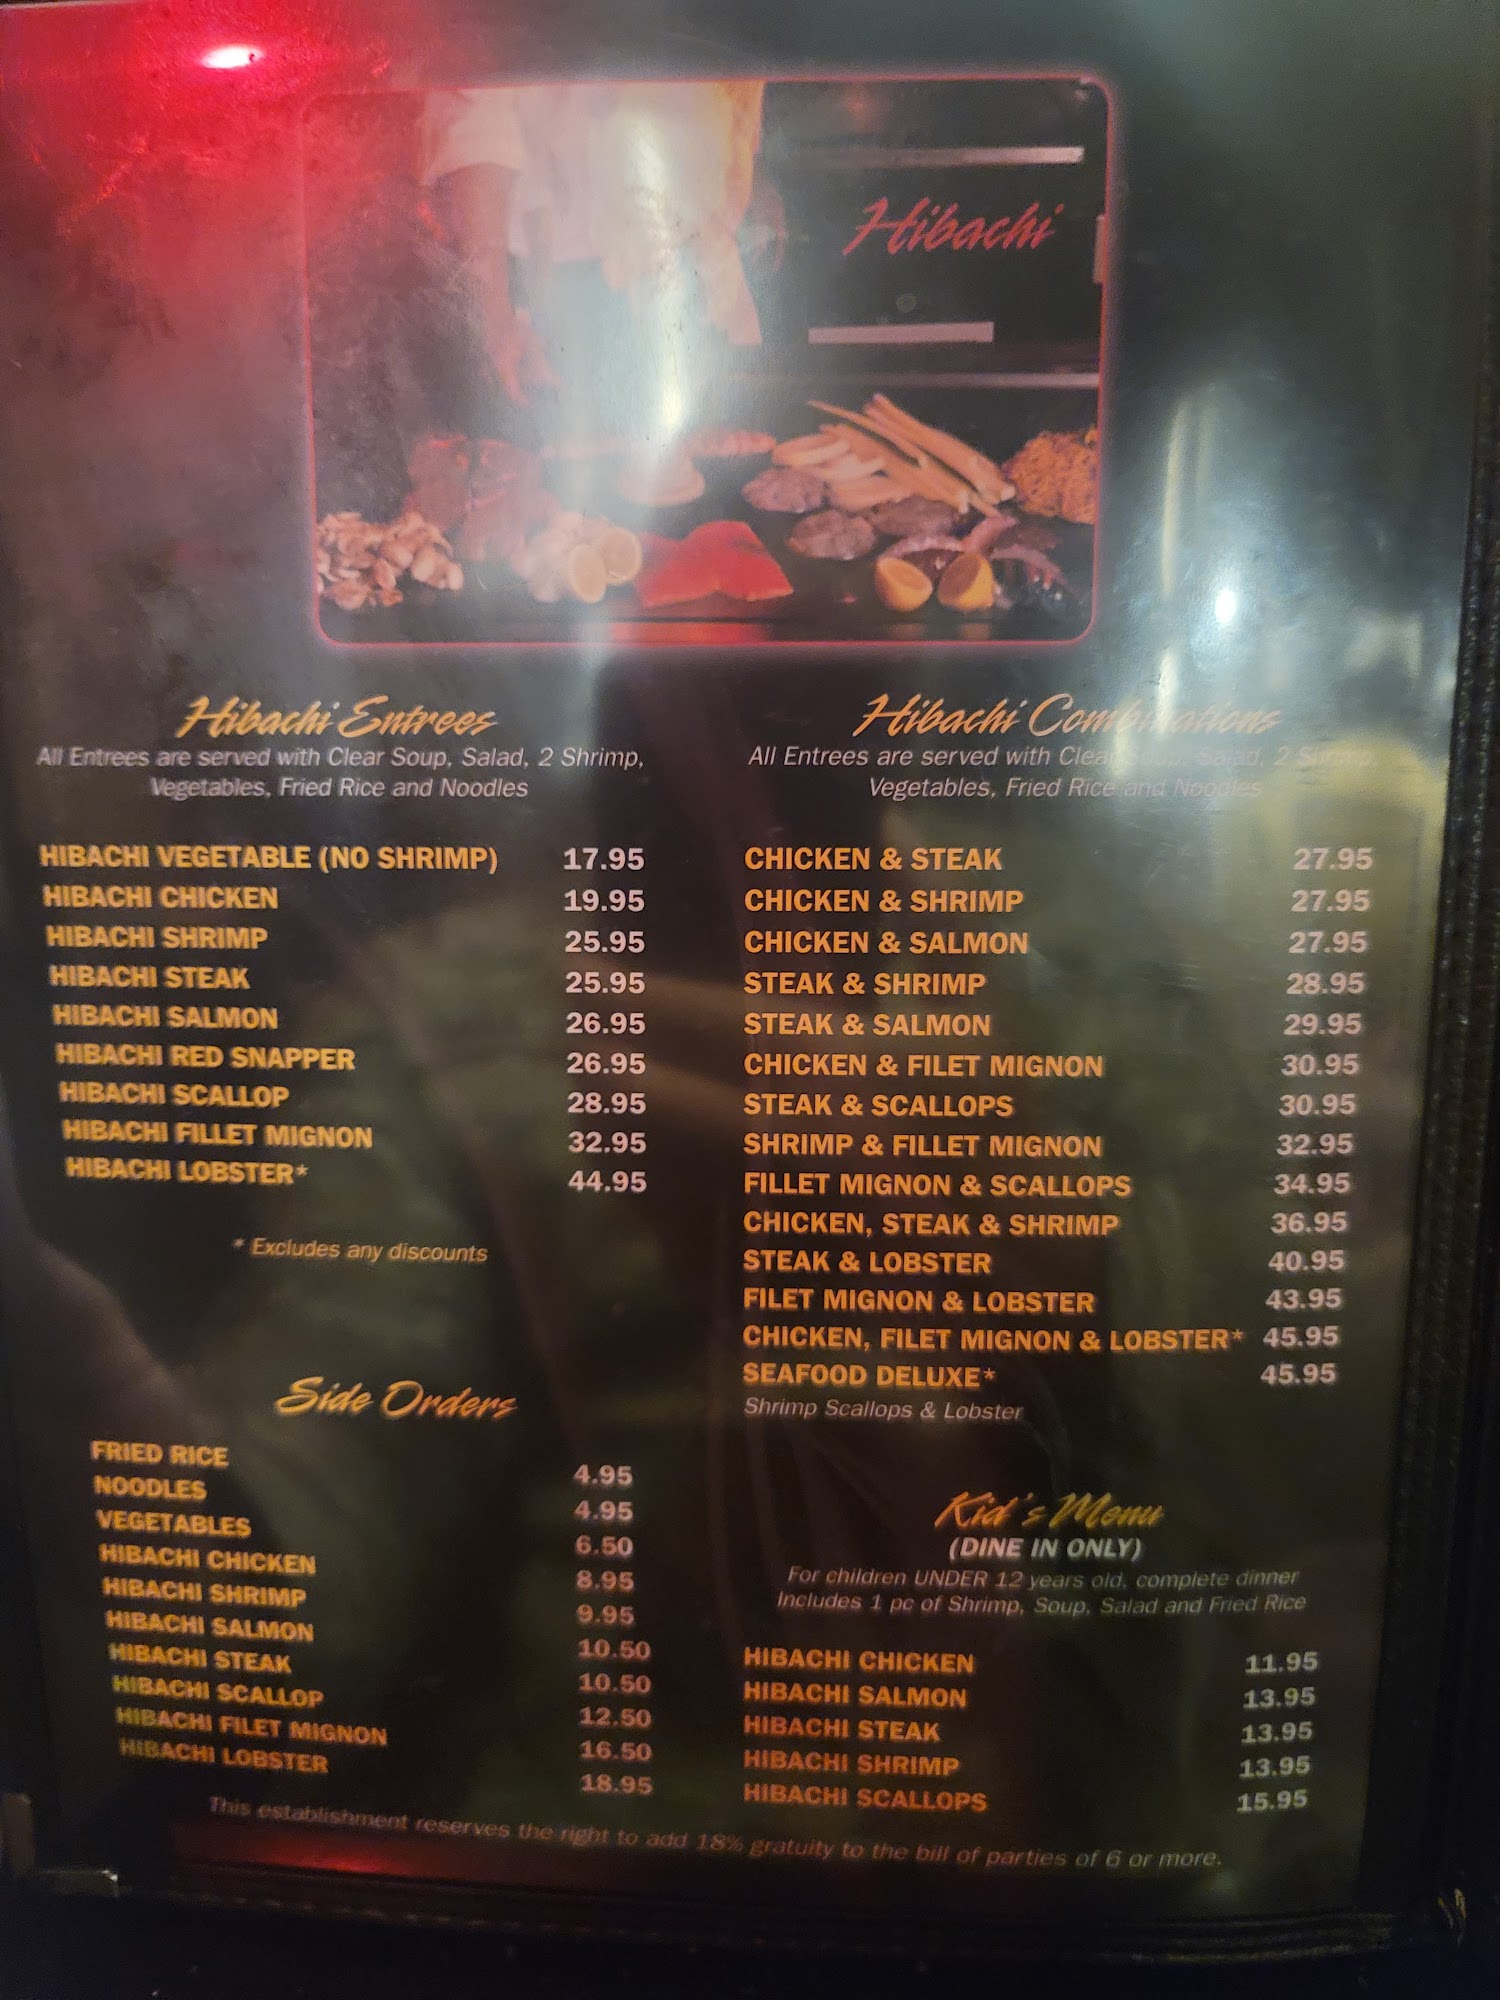 Hibachi
Hibachi Entrees
All Entrees are served with Clear Soup, Salad, 2 Shrimp,
Vegetables, Fried Rice and Noodles
HIBACHI VEGETABLE (NO SHRIMP) 17.95
HIBACHI CHICKEN 19.95
HIBACHI SHRIMP 25.95
HIBACHI STEAK 25.95
HIBACHI SALMON 26.95
HIBACHI RED SNAPPER 26.95
HIBACHI SCALLOP 28.95
HIBACHI FILLET MIGNON 32.95
HIBACHI LOBSTER* 44.95
* Excludes any discounts
Side Orders
FRIED RICE 4.95
NOODLES 4.95
VEGETABLES 6.50
HIBACHI CHICKEN 8.95
HIBACHI SHRIMP 9.95
HIBACHI SALMON 10.50
HIBACHI STEAK 10.50
HIBACHI SCALLOP 12.50
HIBACHI FILET MIGNON 16.50
HIBACHI LOBSTER 18.95
Hibachi Combinations
All Entrees are served with Clear Soup, Salad, 2 Shrimp,
Vegetables, Fried Rice and Noodles
CHICKEN & STEAK 27.95
CHICKEN & SHRIMP 27.95
CHICKEN & SALMON 27.95
STEAK & SHRIMP 28.95
STEAK & SALMON 29.95
CHICKEN & FILET MIGNON 30.95
STEAK & SCALLOPS 30.95
SHRIMP & FILLET MIGNON 32.95
FILLET MIGNON & SCALLOPS 34.95
CHICKEN, STEAK & SHRIMP 36.95
STEAK & LOBSTER 40.95
FILET MIGNON & LOBSTER 43.95
CHICKEN, FILET MIGNON & LOBSTER* 45.95
SEAFOOD DELUXE* 45.95
Shrimp Scallops & Lobster
Kid's Menu
(DINE IN ONLY)
For children UNDER 12 years old, complete dinner
Includes 1 pc of Shrimp, Soup, Salad and Fried Rice
HIBACHI CHICKEN 11.95
HIBACHI SALMON 13.95
HIBACHI STEAK 13.95
HIBACHI SHRIMP 13.95
HIBACHI SCALLOPS 15.95
This establishment reserves the right to add 18% gratuity to the bill of parties of 6 or more.